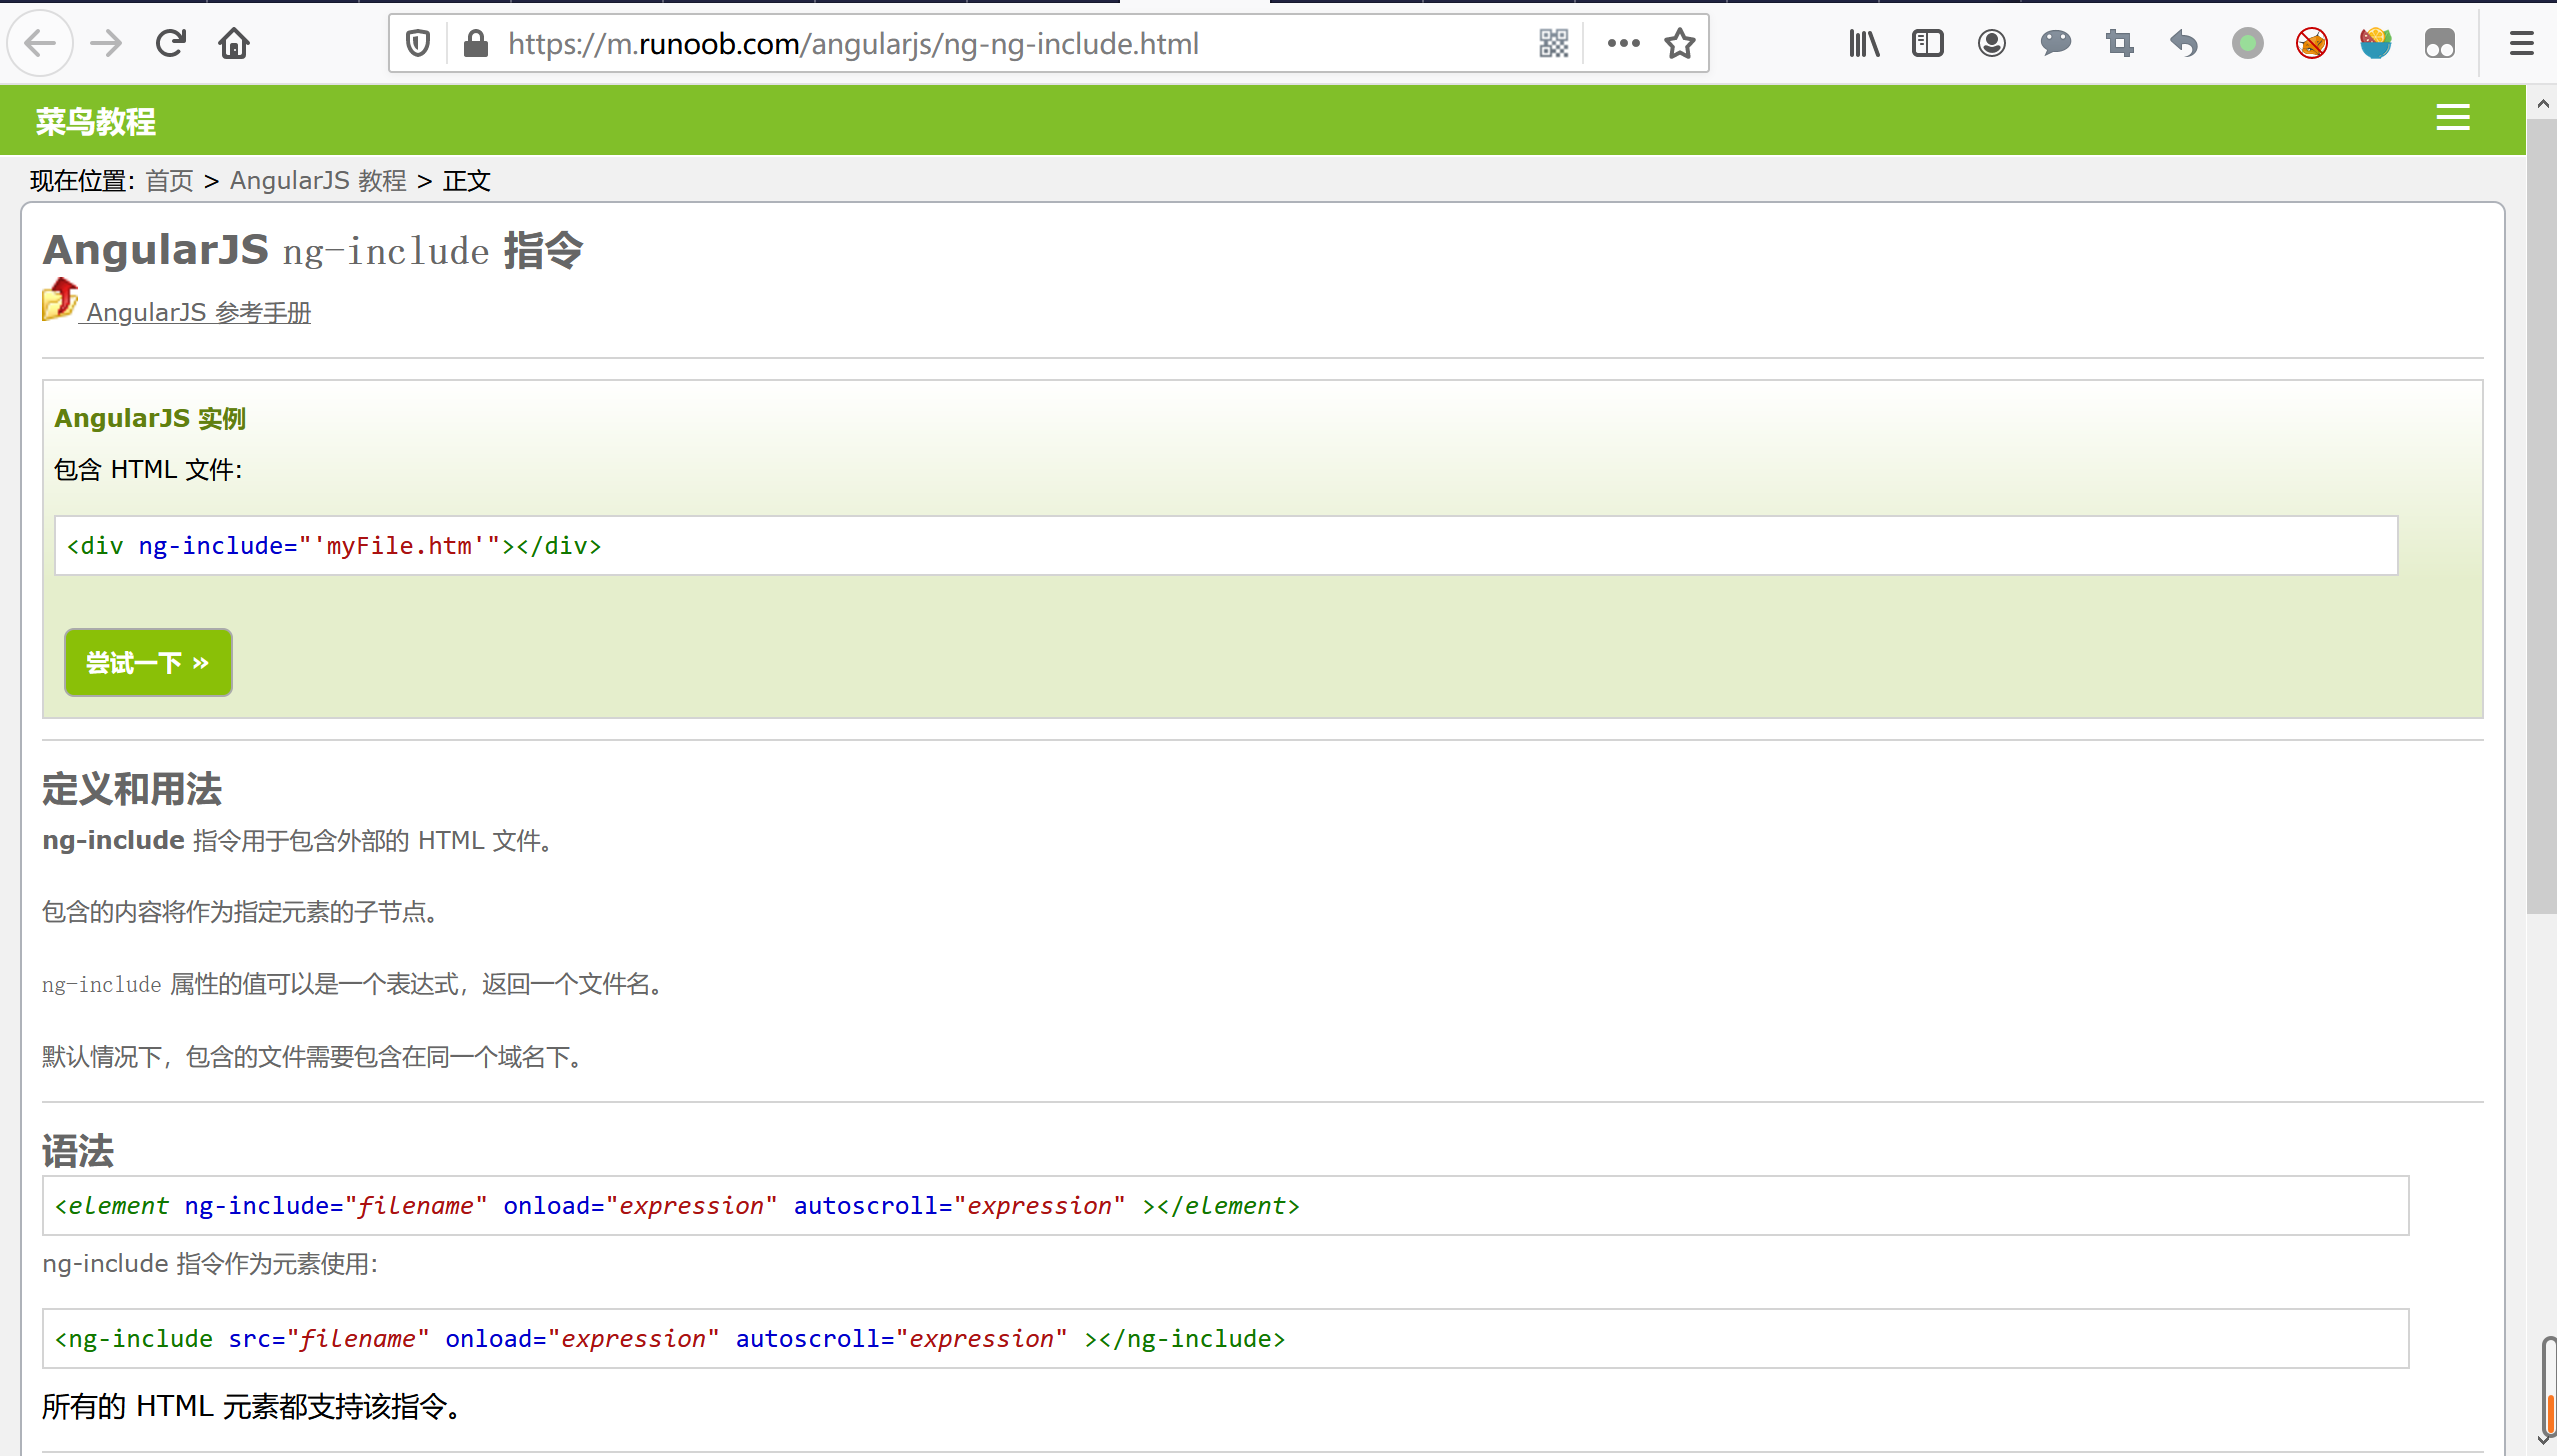 https://m.runoob.com/angularjs/ng-ng-include.html
菜鸟教程
现在位置：首页 > AngularJS 教程 > 正文
AngularJS ng-include 指令
AngularJS 参考手册
AngularJS 实例
包含 HTML 文件：
<div ng-include="'myFile.htm'"></div>
尝试一下 »
定义和用法
ng-include 指令用于包含外部的 HTML 文件。
包含的内容将作为指定元素的子节点。
ng-include 属性的值可以是一个表达式，返回一个文件名。
默认情况下，包含的文件需要包含在同一个域名下。
语法
<element ng-include="filename" onload="expression" autoscroll="expression" ></element>
ng-include 指令作为元素使用：
<ng-include src="filename" onload="expression" autoscroll="expression" ></ng-include>
所有的 HTML 元素都支持该指令。